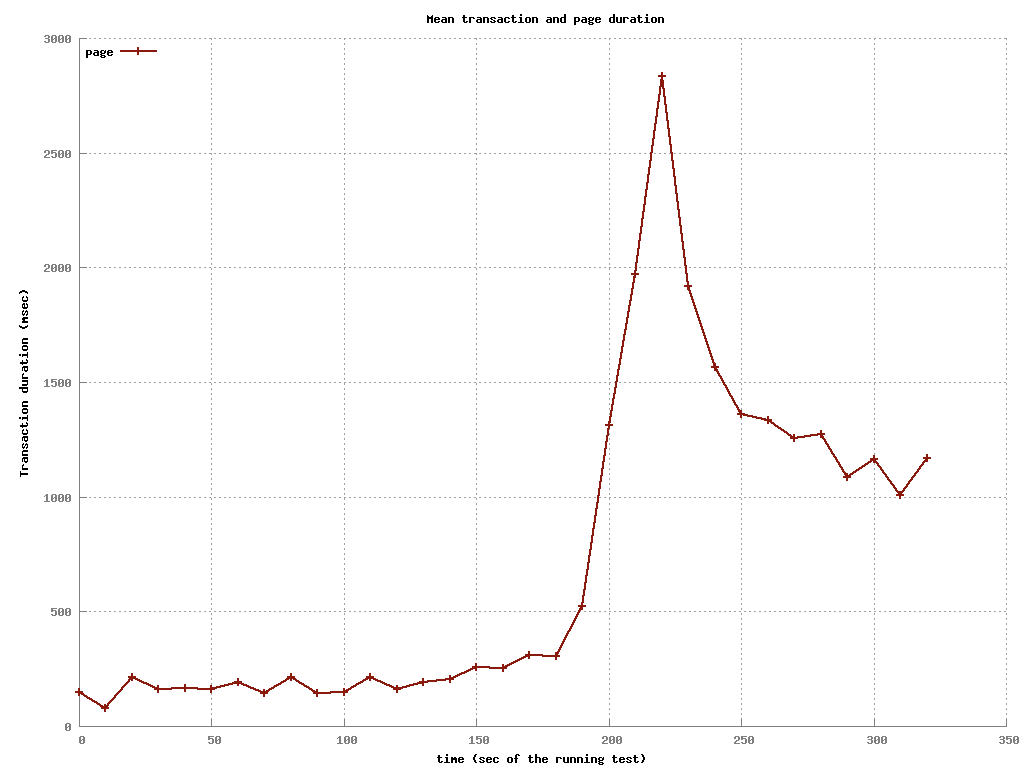 Mean transaction and page duration
page
3000
2500
2000
1500
1000
500
0
Transaction duration (msec)
0 50 100 150 200 250 300 350
time (sec of the running test)